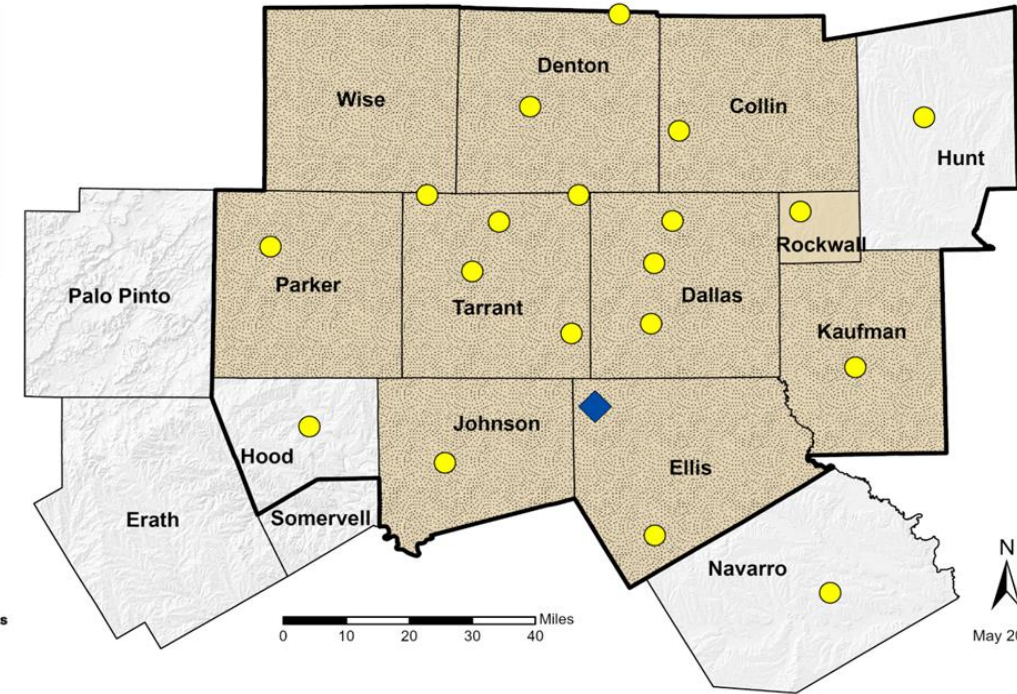 Denton
Wise
Collin
Hunt
Rockwall
Parker
Palo Pinto
Dallas
Tarrant
Kaufman
Johnson
Hood
Ellis
Erath
Somervell
Navarro
N
Miles
0 10 20 30 40